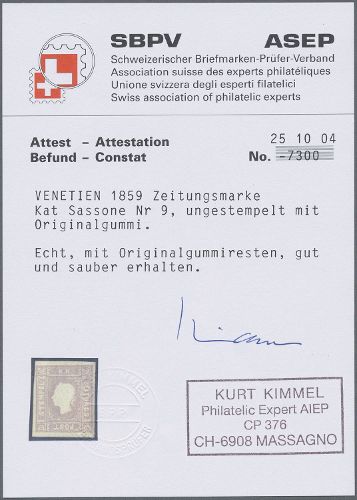 SBPV ASEP
Schweizerischer Briefmarken-Prüfer-Verband
Association suisse des experts philatéliques
Unione svizzera degli esperti filatelici
Swiss association of philatelic experts
Attest – Attestation 25 10 04
Befund – Constat No. -7300
VENETIEN 1859 Zeitungsmarke
Kat Sassone Nr 9, ungestempelt mit
Originalgummi.
Echt, mit Originalgummiresten, gut
und sauber erhalten.
KURT KIMMEL
Philatelic Expert AIEP
CP 376
CH-6908 MASSAGNO